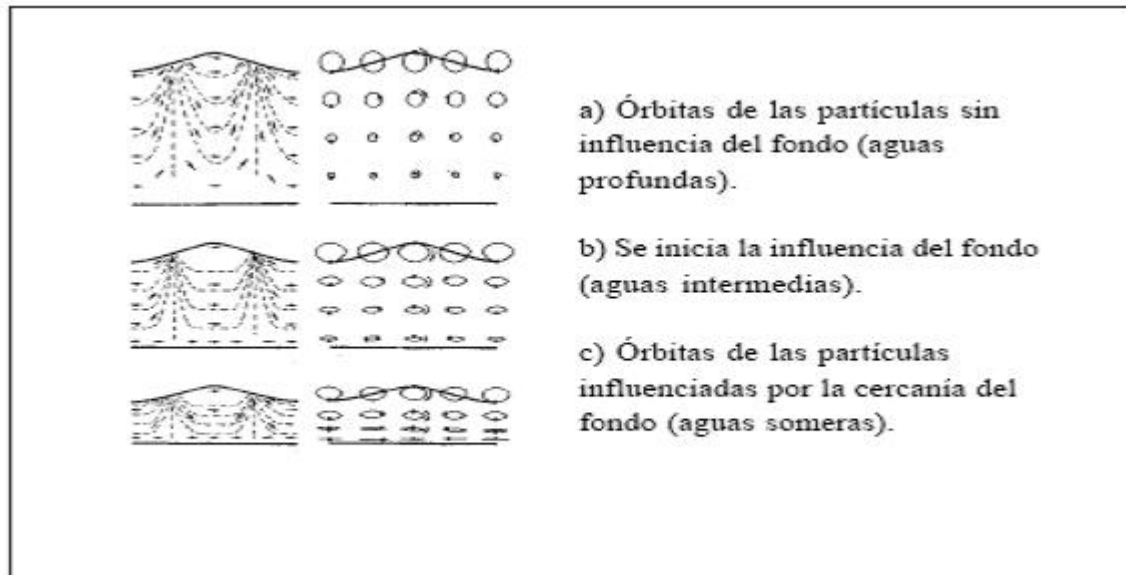 a) Órbitas de las partículas sin
influencia del fondo (aguas
profundas).
b) Se inicia la influencia del fondo
(aguas intermedias).
c) Órbitas de las partículas
influenciadas por la cercanía del
fondo (aguas someras).